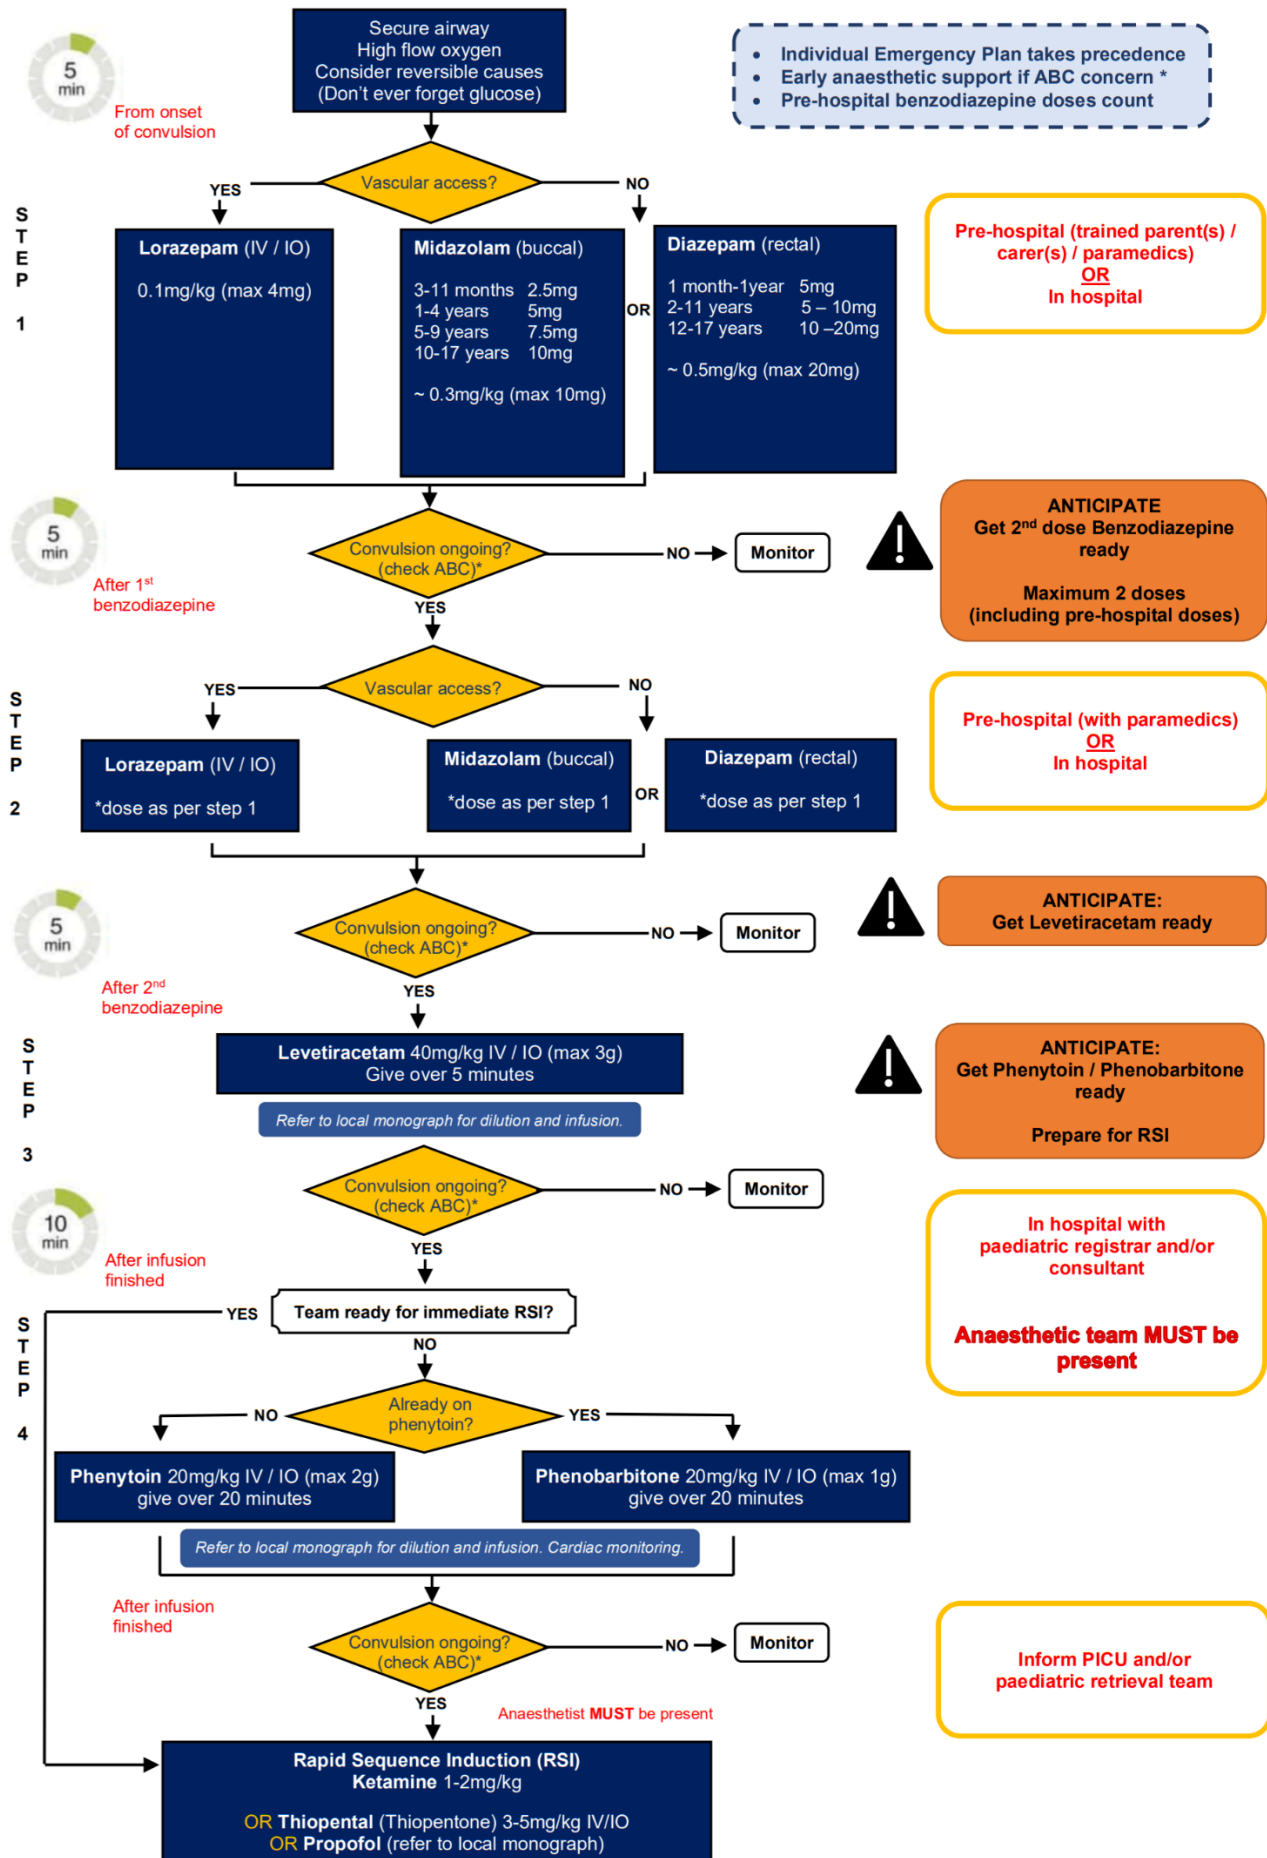 Secure airway
High flow oxygen
Consider reversible causes
(Don't ever forget glucose)
• Individual Emergency Plan takes precedence
• Early anaesthetic support if ABC concern *
• Pre-hospital benzodiazepine doses count
5
min
From onset
of convulsion
Vascular access?
YES
NO
STEP 1
Lorazepam (IV / IO)
0.1mg/kg (max 4mg)
Midazolam (buccal)
3-11 months 2.5mg
1-4 years 5mg
5-9 years 7.5mg
10-17 years 10mg
~ 0.3mg/kg (max 10mg)
OR
Diazepam (rectal)
1 month-1year 5mg
2-11 years 5 – 10mg
12-17 years 10 –20mg
~ 0.5mg/kg (max 20mg)
Pre-hospital (trained parent(s) /
carer(s) / paramedics)
OR
In hospital
5
min
After 1st
benzodiazepine
Convulsion ongoing?
(check ABC)*
NO
Monitor
YES
ANTICIPATE
Get 2nd dose Benzodiazepine
ready
Maximum 2 doses
(including pre-hospital doses)
STEP 2
Vascular access?
YES
NO
Lorazepam (IV / IO)
*dose as per step 1
Midazolam (buccal)
*dose as per step 1
OR
Diazepam (rectal)
*dose as per step 1
Pre-hospital (with paramedics)
OR
In hospital
5
min
After 2nd
benzodiazepine
Convulsion ongoing?
(check ABC)*
NO
Monitor
YES
ANTICIPATE:
Get Levetiracetam ready
STEP 3
Levetiracetam 40mg/kg IV / IO (max 3g)
Give over 5 minutes
Refer to local monograph for dilution and infusion.
ANTICIPATE:
Get Phenytoin / Phenobarbitone
ready
Prepare for RSI
10
min
After infusion
finished
Convulsion ongoing?
(check ABC)*
NO
Monitor
YES
In hospital with
paediatric registrar and/or
consultant
Anaesthetic team MUST be
present
STEP 4
YES
Team ready for immediate RSI?
NO
Already on
phenytoin?
NO
YES
Phenytoin 20mg/kg IV / IO (max 2g)
give over 20 minutes
Phenobarbitone 20mg/kg IV / IO (max 1g)
give over 20 minutes
Refer to local monograph for dilution and infusion. Cardiac monitoring.
After infusion
finished
Convulsion ongoing?
(check ABC)*
NO
Monitor
YES
Anaesthetist MUST be present
Inform PICU and/or
paediatric retrieval team
Rapid Sequence Induction (RSI)
Ketamine 1-2mg/kg
OR Thiopental (Thiopentone) 3-5mg/kg IV/IO
OR Propofol (refer to local monograph)